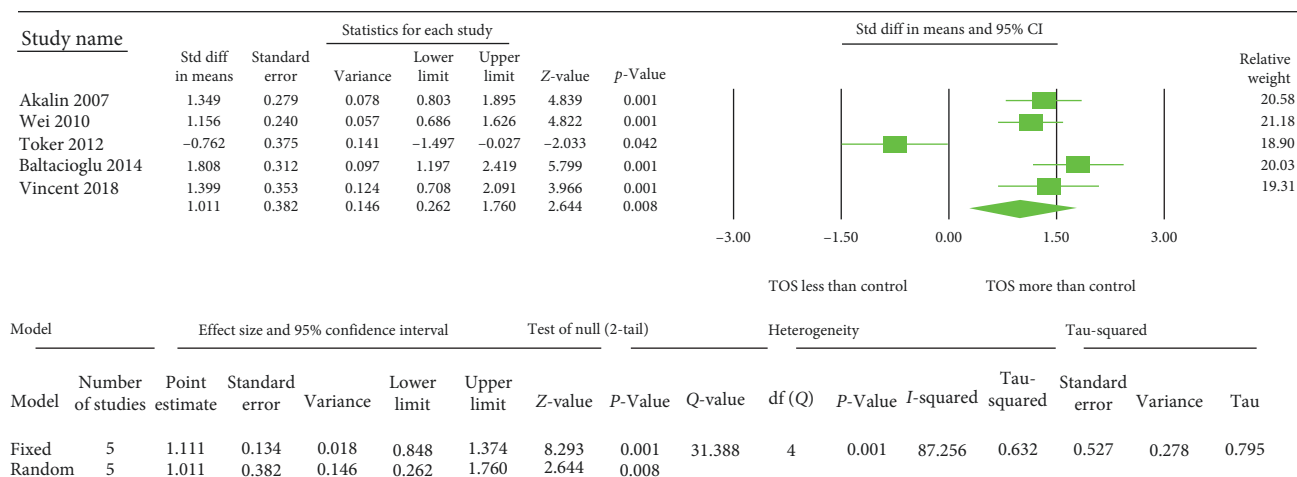 Study name Statistics for each study Std diff in means and 95% CI
Std diff in means Standard error Variance Lower limit Upper limit Z-value p-Value Relative weight
Akalin 2007 1.349 0.279 0.078 0.803 1.895 4.839 0.001 20.58
Wei 2010 1.156 0.240 0.057 0.686 1.626 4.822 0.001 21.18
Toker 2012 −0.762 0.375 0.141 −1.497 −0.027 −2.033 0.042 18.90
Baltacioglu 2014 1.808 0.312 0.097 1.197 2.419 5.799 0.001 20.03
Vincent 2018 1.399 0.353 0.124 0.708 2.091 3.966 0.001 19.31
1.011 0.382 0.146 0.262 1.760 2.644 0.008
−3.00 −1.50 0.00 1.50 3.00
TOS less than control TOS more than control
Model Effect size and 95% confidence interval Test of null (2-tail) Heterogeneity Tau-squared
Model Number of studies Point estimate Standard error Variance Lower limit Upper limit Z-value P-Value Q-value df (Q) P-Value I-squared Tau-squared Standard error Variance Tau
Fixed 5 1.111 0.134 0.018 0.848 1.374 8.293 0.001 31.388 4 0.001 87.256 0.632 0.527 0.278 0.795
Random 5 1.011 0.382 0.146 0.262 1.760 2.644 0.008